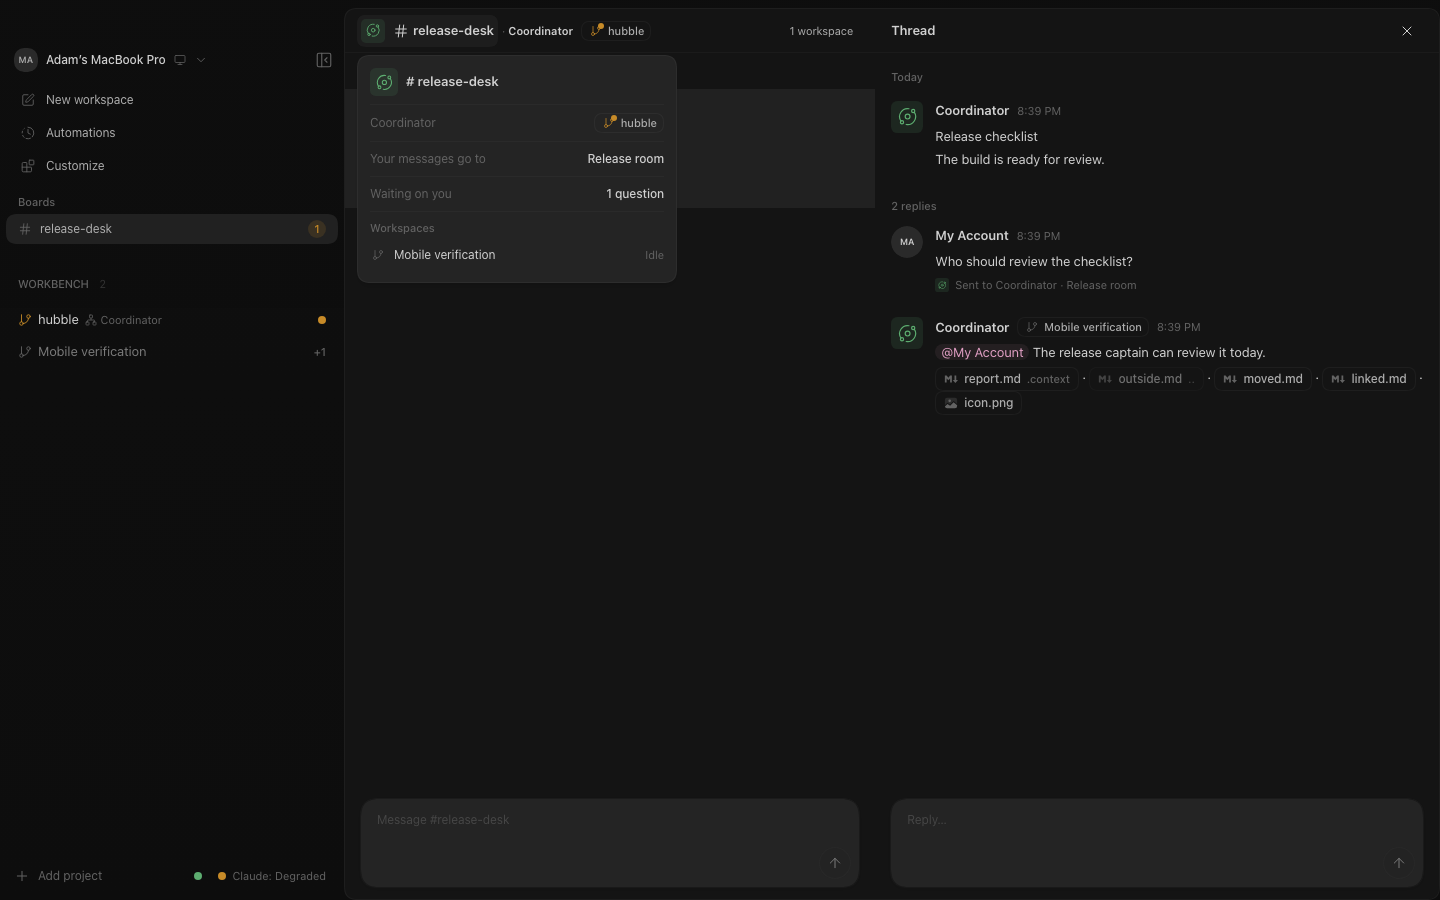 MA Adam's MacBook Pro
New workspace
Automations
Customize
Boards
# release-desk 1
WORKBENCH 2
hubble Coordinator
Mobile verification +1
Add project
Claude: Degraded
# release-desk · Coordinator hubble 1 workspace
# release-desk
Coordinator hubble
Your messages go to Release room
Waiting on you 1 question
Workspaces
Mobile verification Idle
Message #release-desk
Thread
Today
Coordinator 8:39 PM
Release checklist
The build is ready for review.
2 replies
MA My Account 8:39 PM
Who should review the checklist?
Sent to Coordinator · Release room
Coordinator Mobile verification 8:39 PM
@My Account The release captain can review it today.
M↓ report.md .context · M↓ outside.md .. · M↓ moved.md · M↓ linked.md ·
icon.png
Reply...